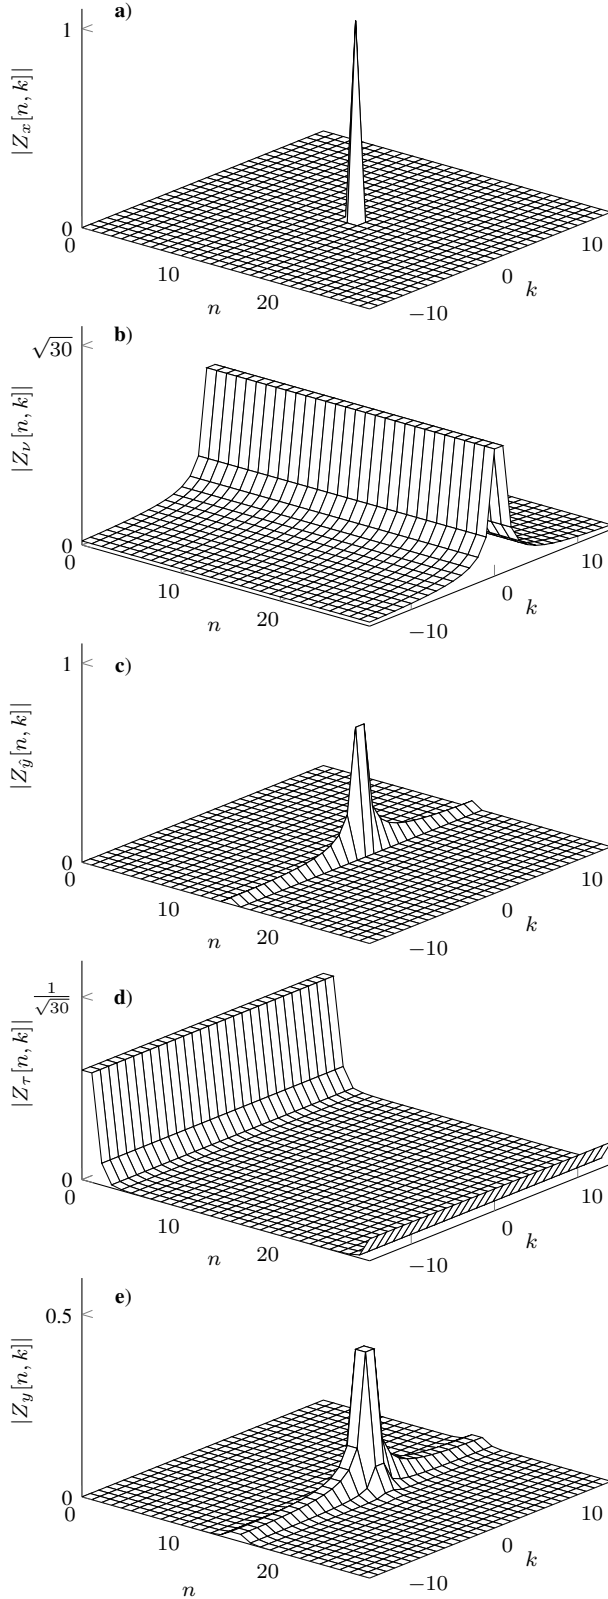 a)
1
|Z_x[n, k]|
0
0
10
20
n
−10
0
10
k
b)
√30
|Z_ν[n, k]|
0
0
10
20
n
−10
0
10
k
c)
1
|Z_ŷ[n, k]|
0
0
10
20
n
−10
0
10
k
d)
1/√30
|Z_τ[n, k]|
0
0
10
20
n
−10
0
10
k
e)
0.5
|Z_y[n, k]|
0
0
10
20
n
−10
0
10
k